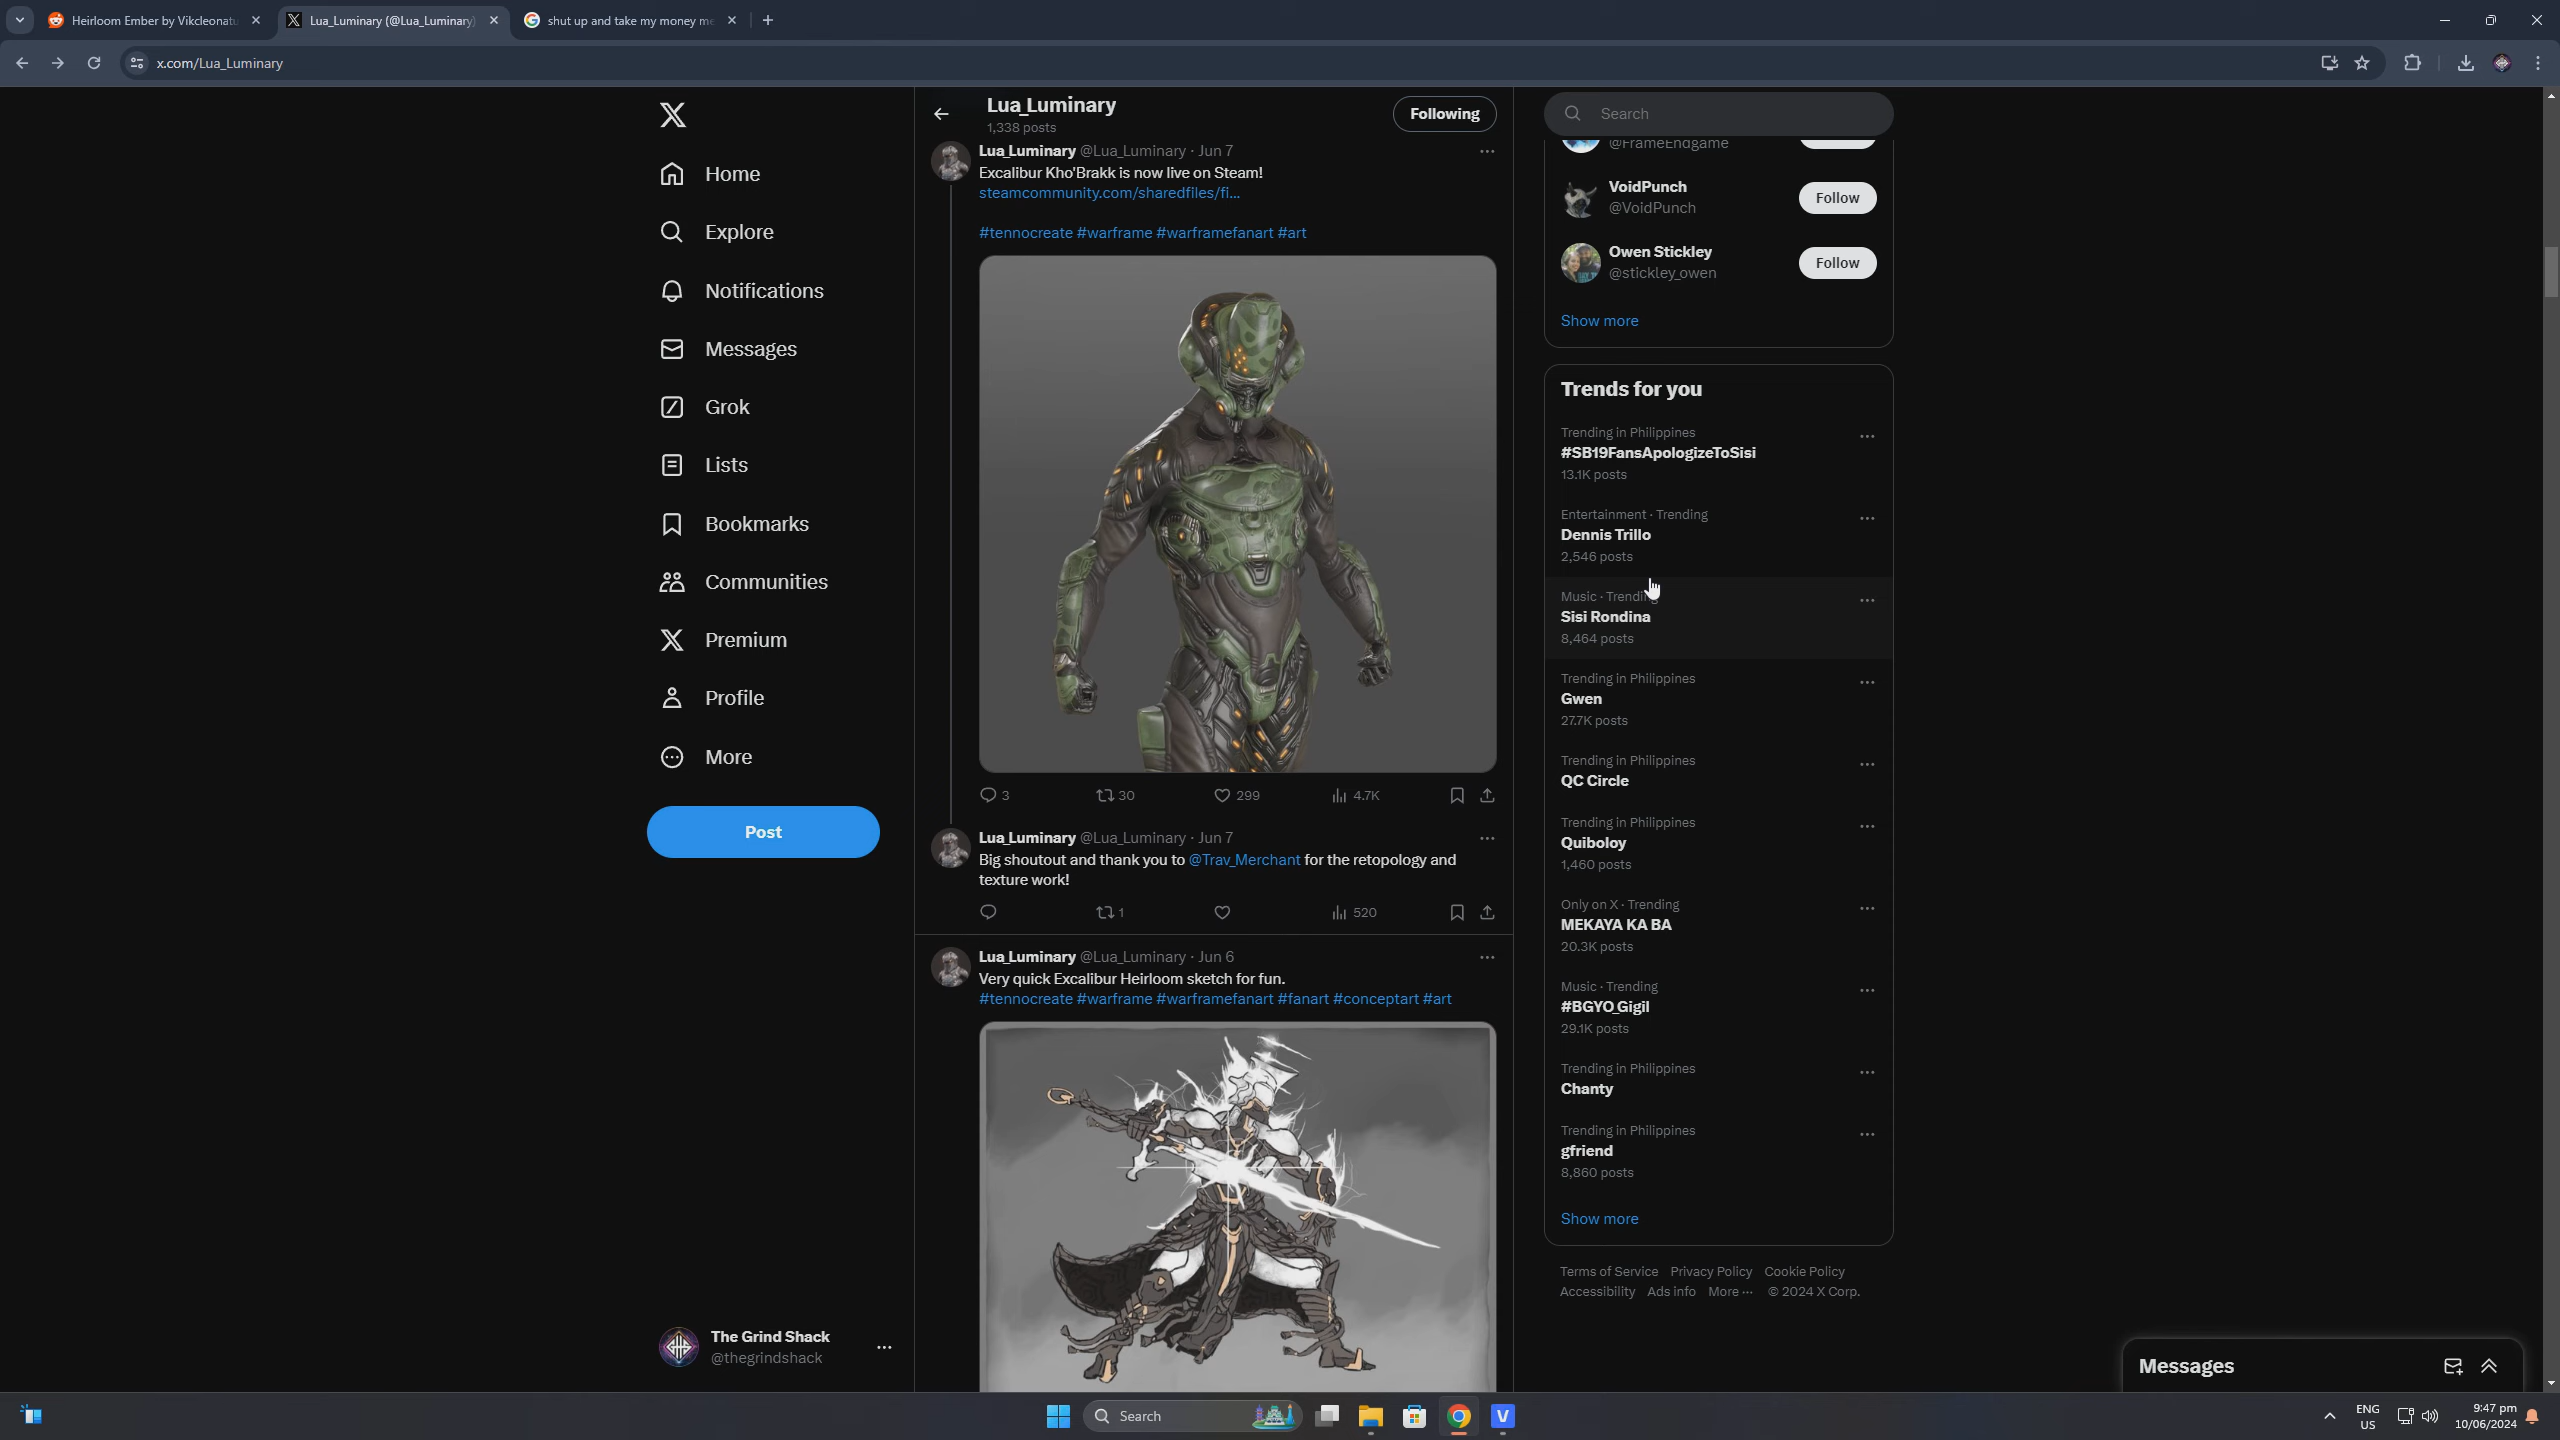 Heirloom Ember by Vikcleonatu
Lua_Luminary (@Lua_Luminary)
shut up and take my money me
x.com/Lua_Luminary
Home
Explore
Notifications
Messages
Grok
Lists
Bookmarks
Communities
Premium
Profile
More
Post
The Grind Shack
@thegrindshack
Lua_Luminary
1,338 posts
Following
Lua_Luminary @Lua_Luminary · Jun 7
Excalibur Kho'Brakk is now live on Steam!
steamcommunity.com/sharedfiles/fi...
#tennocreate #warframe #warframefanart #art
3 30 299 4.7K
Lua_Luminary @Lua_Luminary · Jun 7
Big shoutout and thank you to @Trav_Merchant for the retopology and
texture work!
1 520
Lua_Luminary @Lua_Luminary · Jun 6
Very quick Excalibur Heirloom sketch for fun.
#tennocreate #warframe #warframefanart #fanart #conceptart #art
Search
@FrameEndgame
VoidPunch
@VoidPunch
Follow
Owen Stickley
@stickley_owen
Follow
Show more
Trends for you
Trending in Philippines
#SB19FansApologizeToSisi
13.1K posts
Entertainment · Trending
Dennis Trillo
2,546 posts
Music · Trending
Sisi Rondina
8,464 posts
Trending in Philippines
Gwen
27.7K posts
Trending in Philippines
QC Circle
Trending in Philippines
Quiboloy
1,460 posts
Only on X · Trending
MEKAYA KA BA
20.3K posts
Music · Trending
#BGYO_Gigil
29.1K posts
Trending in Philippines
Chanty
Trending in Philippines
gfriend
8,860 posts
Show more
Terms of Service Privacy Policy Cookie Policy
Accessibility Ads info More ··· © 2024 X Corp.
Messages
Search
ENG
US
9:47 pm
10/06/2024